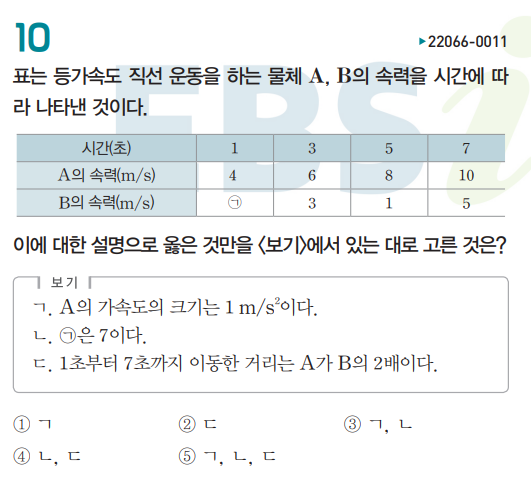 10
▶22066-0011
표는 등가속도 직선 운동을 하는 물체 A, B의 속력을 시간에 따
라 나타낸 것이다.
시간(초) 1 3 5 7
A의 속력(m/s) 4 6 8 10
B의 속력(m/s) ㉠ 3 1 5
이에 대한 설명으로 옳은 것만을 〈보기〉에서 있는 대로 고른 것은?
보기
ㄱ. A의 가속도의 크기는 1 m/s²이다.
ㄴ. ㉠은 7이다.
ㄷ. 1초부터 7초까지 이동한 거리는 A가 B의 2배이다.
① ㄱ ② ㄷ ③ ㄱ, ㄴ
④ ㄴ, ㄷ ⑤ ㄱ, ㄴ, ㄷ
EBSi